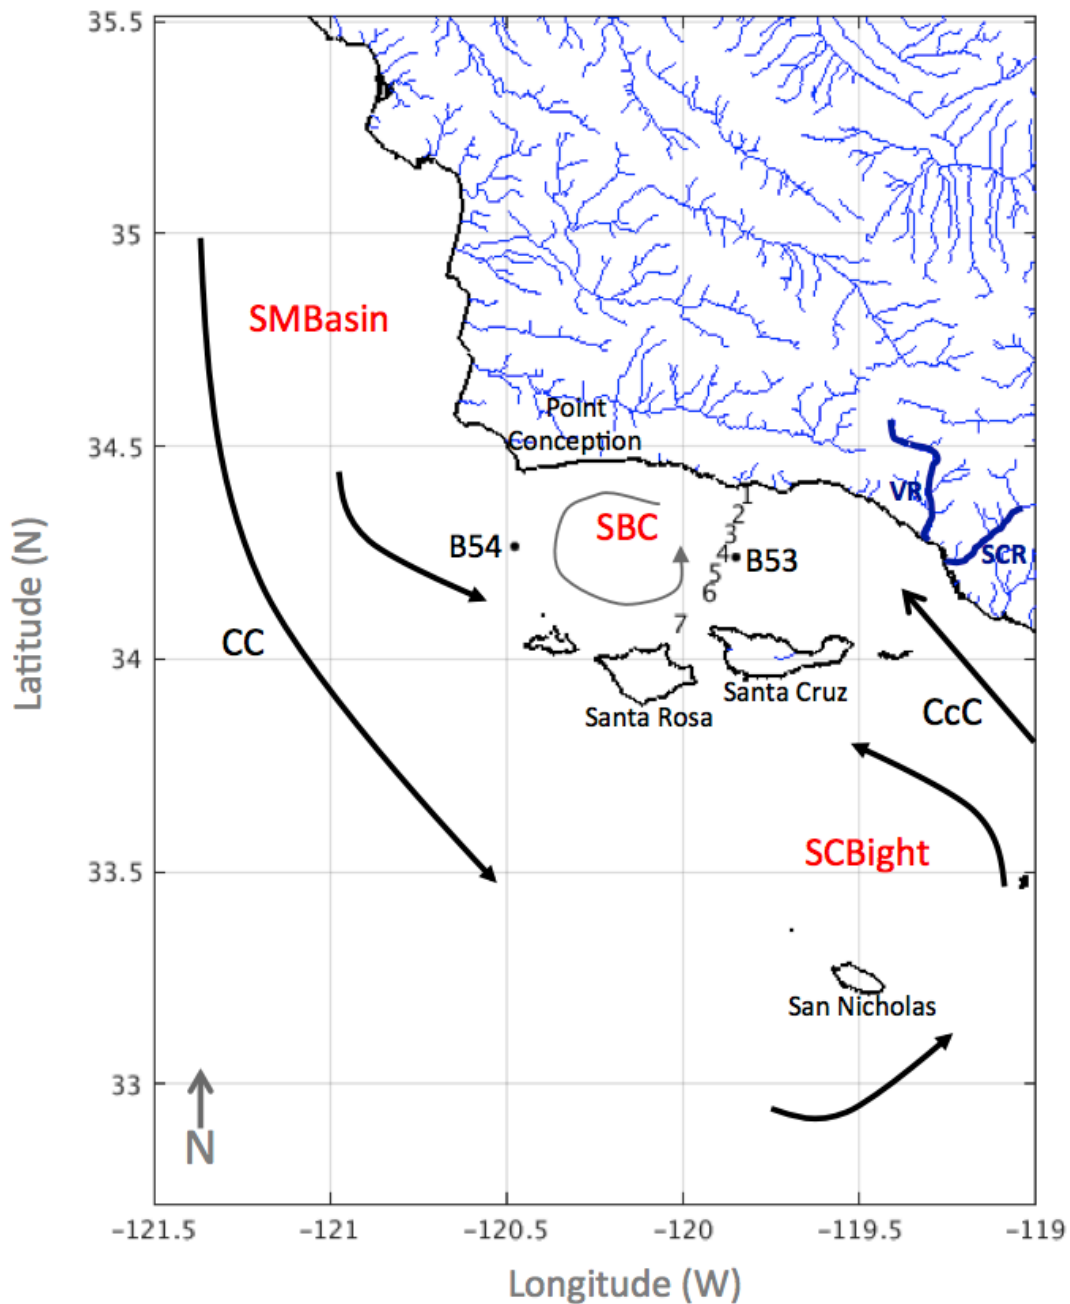 35.5
35
SMBasin
Point
34.5
Conception
VR
1
2
SBC
3
B54
4
B53
SCR
5
6
7
CC
34
Santa Cruz
CcC
Santa Rosa
SCBight
33.5
San Nicholas
33
N
−121.5
−121
−120.5
−120
−119.5
−119
Latitude (N)
Longitude (W)